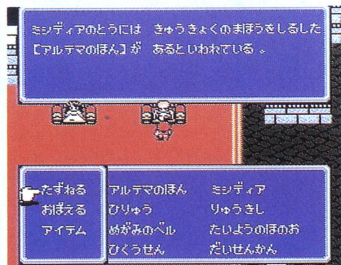 ミシディアのとうには きゅうきょくのまほうをしるした
【アルテマのほん】が あるといわれている。
たずねる アルテマのほん ミシディア
おぼえる ひりゅう りゅうきし
アイテム めがみのベル たいようのほのお
ひくうせん だいせんかん